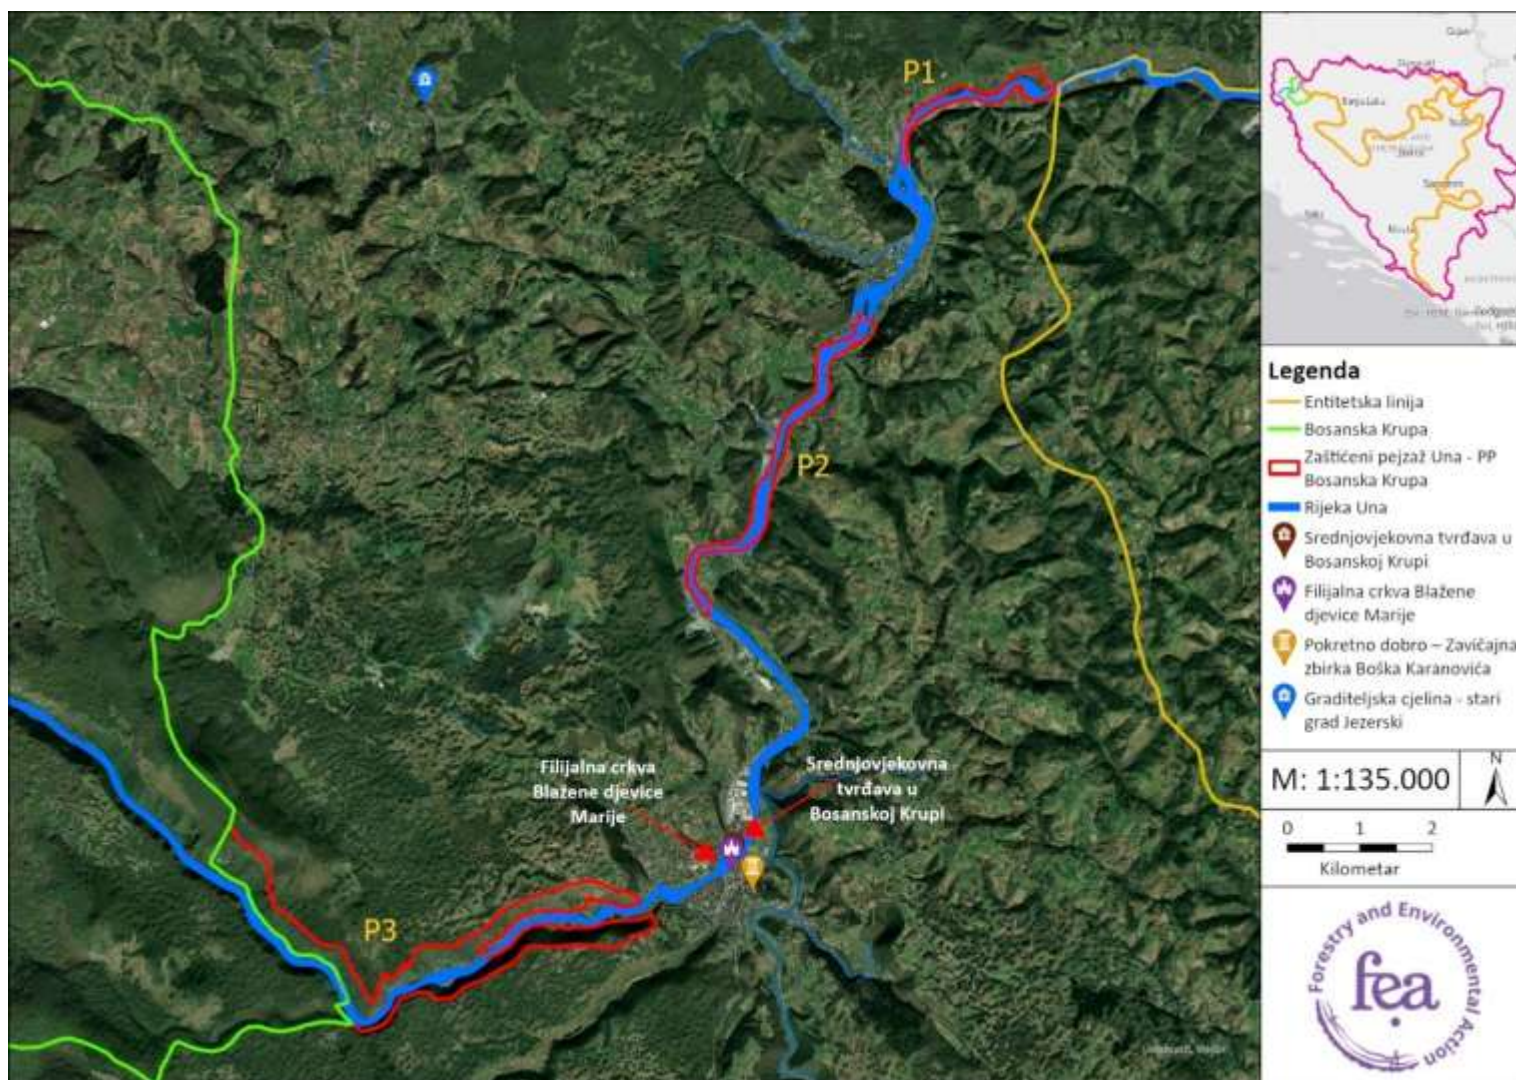 P1
P2
P3
Filijalna crkva
Blažene djevice
Marije
Srednjovjekovna
tvrđava u
Bosanskoj Krupi
Legenda
Entitetska linija
Bosanska Krupa
Zaštićeni pejzaž Una - PP
Bosanska Krupa
Rijeka Una
Srednjovjekovna tvrđava u
Bosanskoj Krupi
Filijalna crkva Blažene
djevice Marije
Pokretno dobro – Zavičajna
zbirka Boška Karanovića
Graditeljska cjelina - stari
grad Jezerski
M: 1:135.000
N
0 1 2
Kilometar
Forestry and Environmental Action
fea